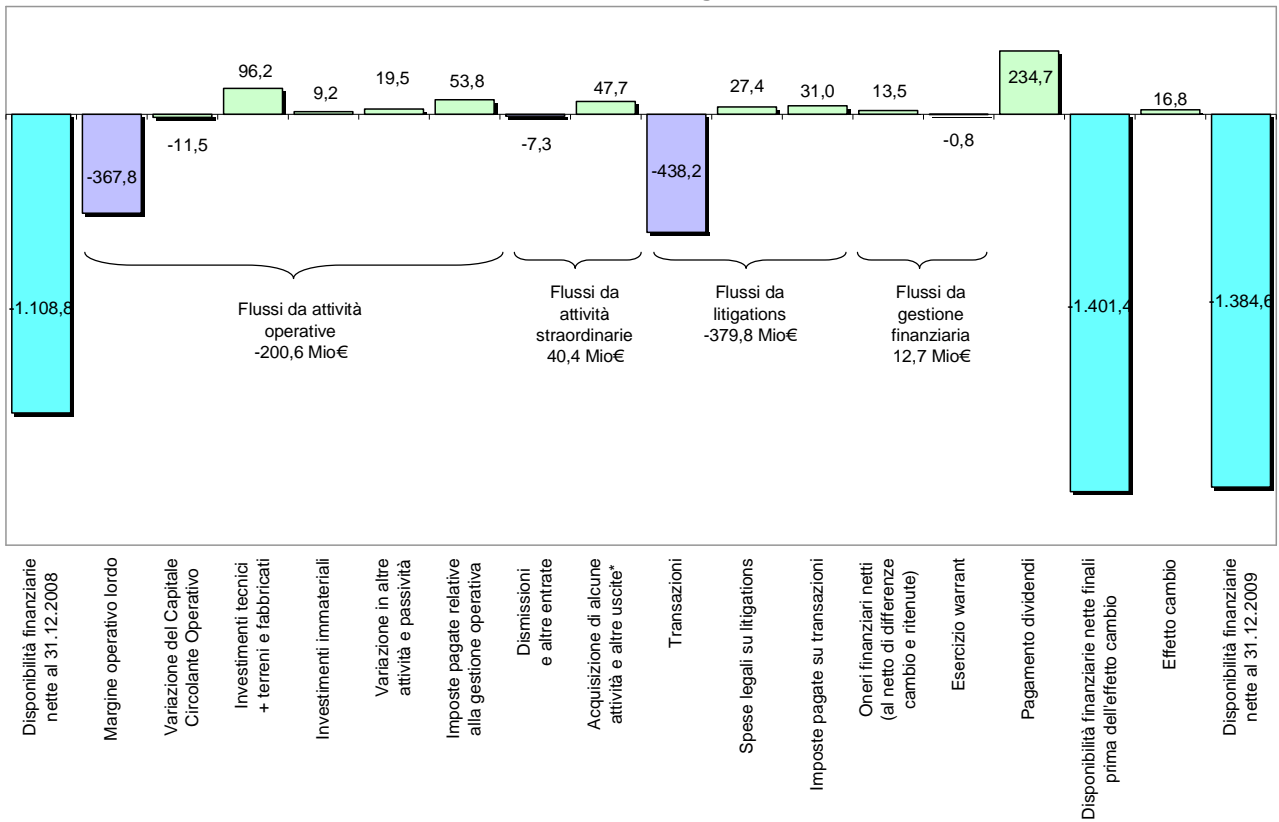 96,2
9,2
19,5
53,8
47,7
27,4
31,0
13,5
234,7
16,8
-11,5
-7,3
-0,8
-367,8
-438,2
-1.108,8
-1.401,4
-1.384,6
Flussi da attività
operative
-200,6 Mio€
Flussi da
attività
straordinarie
40,4 Mio€
Flussi da
litigations
-379,8 Mio€
Flussi da
gestione
finanziaria
12,7 Mio€
Disponibilità finanziarie
nette al 31.12.2008
Margine operativo lordo
Variazione del Capitale
Circolante Operativo
Investimenti tecnici
+ terreni e fabbricati
Investimenti immateriali
Variazione in altre
attività e passività
Imposte pagate relative
alla gestione operativa
Dismissioni
e altre entrate
Acquisizione di alcune
attività e altre uscite*
Transazioni
Spese legali su litigations
Imposte pagate su transazioni
Oneri finanziari netti
(al netto di differenze
cambio e ritenute)
Esercizio warrant
Pagamento dividendi
Disponibilità finanziarie nette finali
prima dell'effetto cambio
Effetto cambio
Disponibilità finanziarie
nette al 31.12.2009